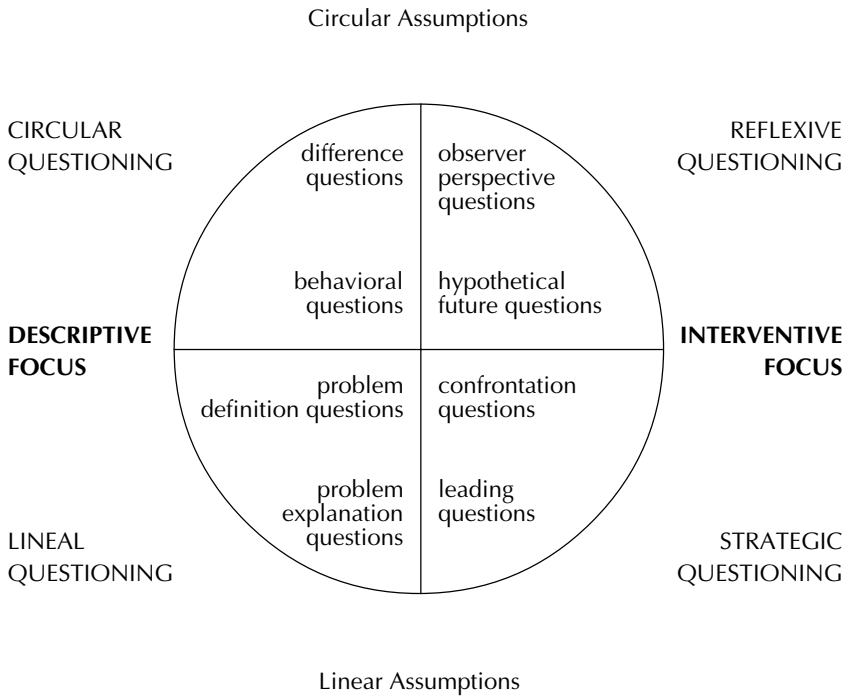 Circular Assumptions
CIRCULAR
QUESTIONING
REFLEXIVE
QUESTIONING
difference
questions
observer
perspective
questions
behavioral
questions
hypothetical
future questions
DESCRIPTIVE
FOCUS
INTERVENTIVE
FOCUS
problem
definition questions
confrontation
questions
problem
explanation
questions
leading
questions
LINEAL
QUESTIONING
STRATEGIC
QUESTIONING
Linear Assumptions